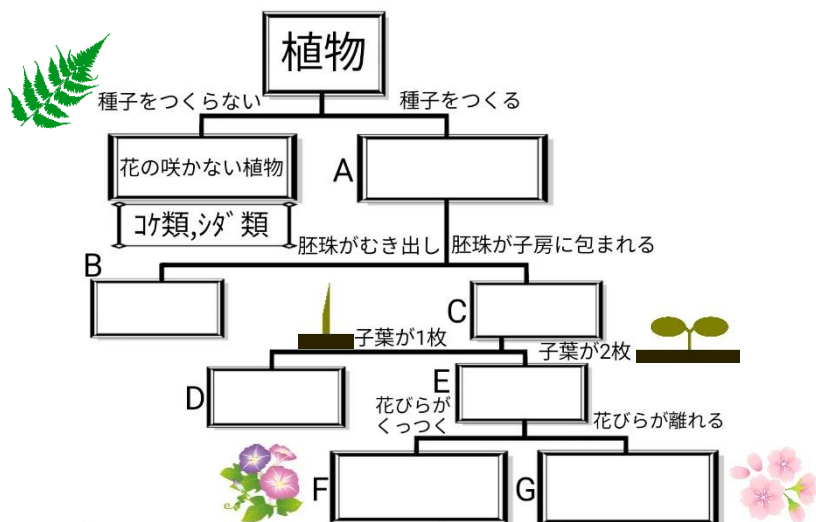 植物
種子をつくらない
種子をつくる
花の咲かない植物
A
コケ類,シダ類
胚珠がむき出し
胚珠が子房に包まれる
B
C
子葉が1枚
子葉が2枚
D
E
花びらが
くっつく
花びらが離れる
F
G